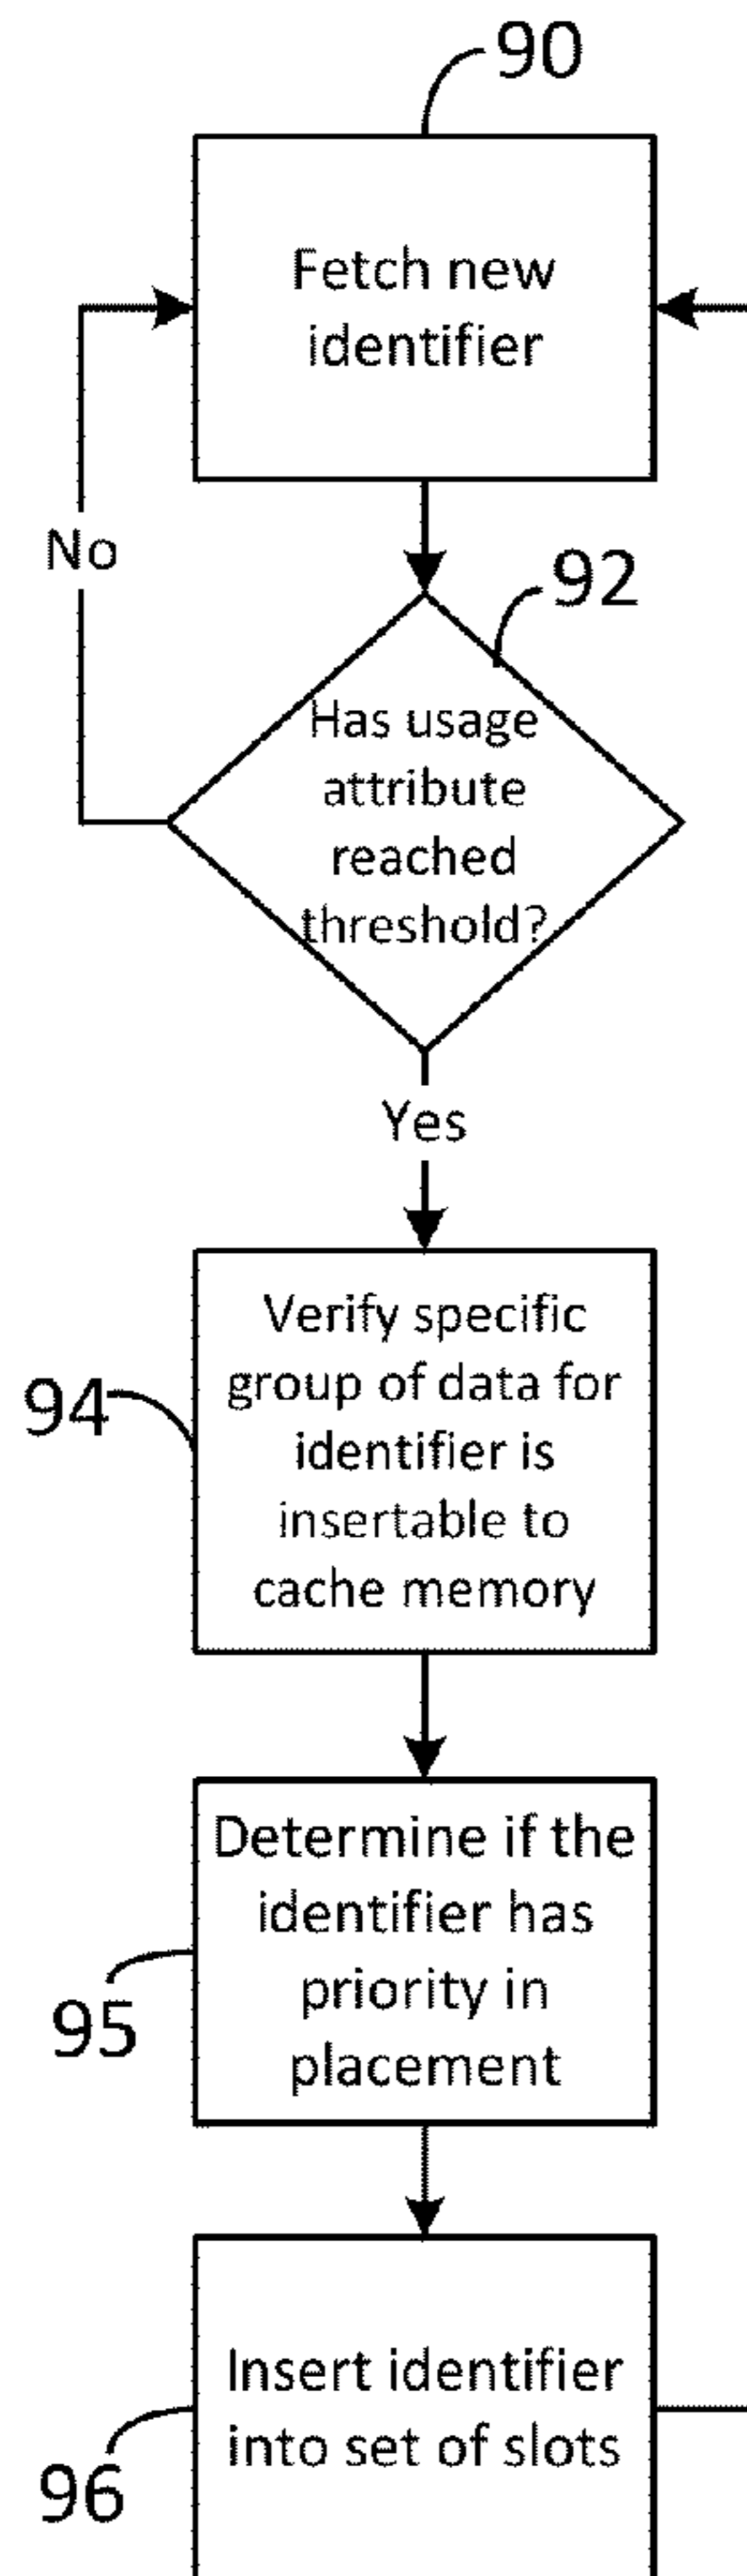 90
Fetch new
identifier
No
92
Has usage
attribute
reached
threshold?
Yes
94
Verify specific
group of data for
identifier is
insertable to
cache memory
Determine if the
identifier has
priority in
placement
95
Insert identifier
into set of slots
96